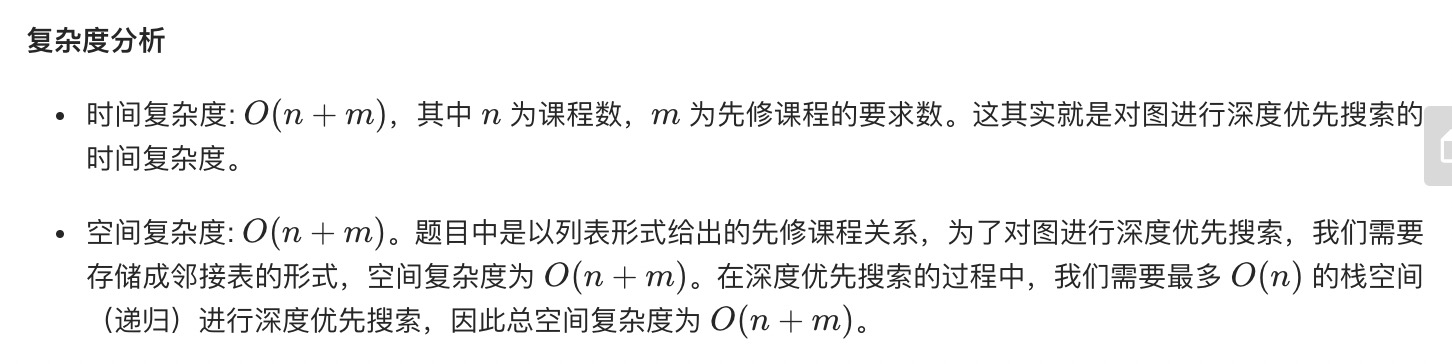 复杂度分析
• 时间复杂度: O(n + m)，其中 n 为课程数，m 为先修课程的要求数。这其实就是对图进行深度优先搜索的
时间复杂度。
• 空间复杂度: O(n + m)。题目中是以列表形式给出的先修课程关系，为了对图进行深度优先搜索，我们需要
存储成邻接表的形式，空间复杂度为 O(n + m)。在深度优先搜索的过程中，我们需要最多 O(n) 的栈空间
（递归）进行深度优先搜索，因此总空间复杂度为 O(n + m)。